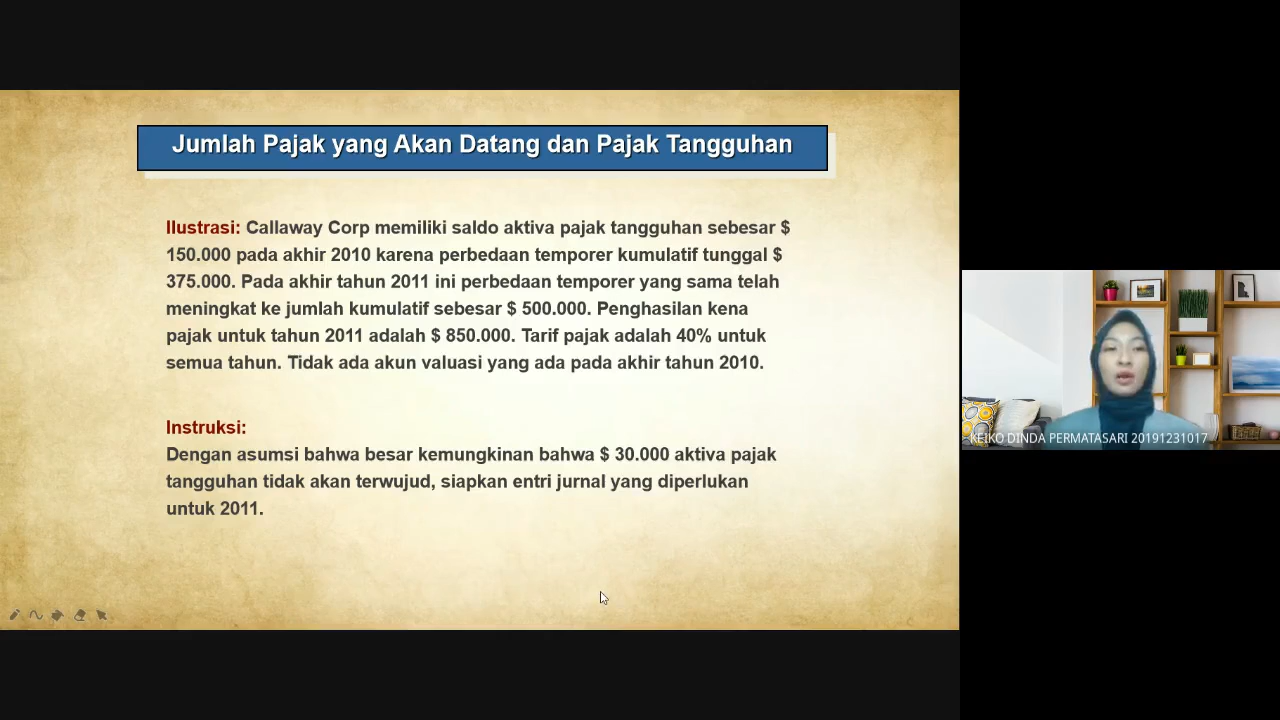 Jumlah Pajak yang Akan Datang dan Pajak Tangguhan
Ilustrasi: Callaway Corp memiliki saldo aktiva pajak tangguhan sebesar $
150.000 pada akhir 2010 karena perbedaan temporer kumulatif tunggal $
375.000. Pada akhir tahun 2011 ini perbedaan temporer yang sama telah
meningkat ke jumlah kumulatif sebesar $ 500.000. Penghasilan kena
pajak untuk tahun 2011 adalah $ 850.000. Tarif pajak adalah 40% untuk
semua tahun. Tidak ada akun valuasi yang ada pada akhir tahun 2010.
Instruksi:
Dengan asumsi bahwa besar kemungkinan bahwa $ 30.000 aktiva pajak
tangguhan tidak akan terwujud, siapkan entri jurnal yang diperlukan
untuk 2011.
KEIKO DINDA PERMATASARI 20191231017